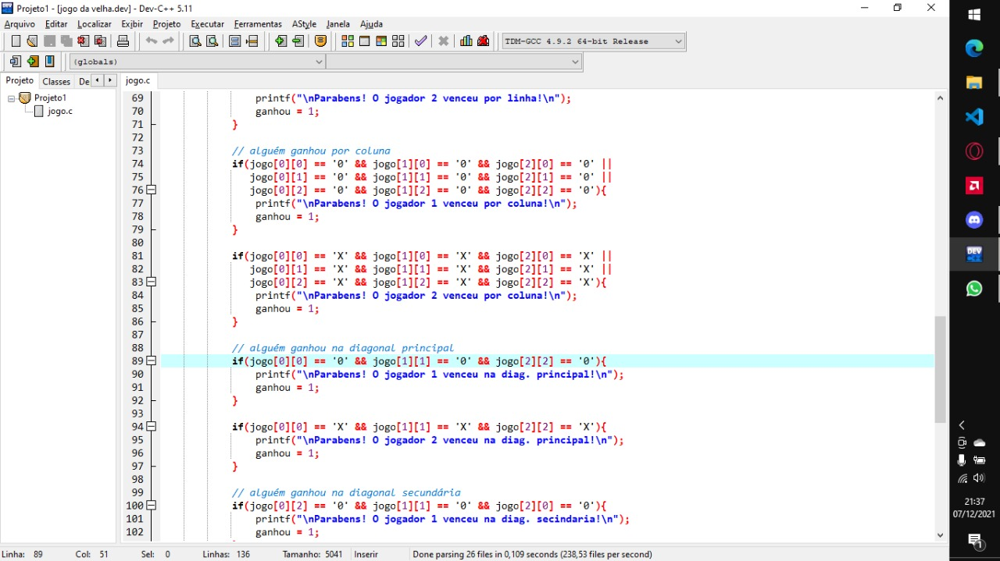 Projeto1 - [jogo da velha.dev] - Dev-C++ 5.11
Arquivo Editar Localizar Exibir Projeto Executar Ferramentas AStyle Janela Ajuda
TDM-GCC 4.9.2 64-bit Release
(globals)
Projeto Classes De
jogo.c
Projeto1
jogo.c
69 printf("\nParabens! O jogador 2 venceu por linha!\n");
70 ganhou = 1;
71 }
72
73 // alguém ganhou por coluna
74 if(jogo[0][0] == '0' && jogo[1][0] == '0' && jogo[2][0] == '0' ||
75 jogo[0][1] == '0' && jogo[1][1] == '0' && jogo[2][1] == '0' ||
76 jogo[0][2] == '0' && jogo[1][2] == '0' && jogo[2][2] == '0'){
77 printf("\nParabens! O jogador 1 venceu por coluna!\n");
78 ganhou = 1;
79 }
80
81 if(jogo[0][0] == 'X' && jogo[1][0] == 'X' && jogo[2][0] == 'X' ||
82 jogo[0][1] == 'X' && jogo[1][1] == 'X' && jogo[2][1] == 'X' ||
83 jogo[0][2] == 'X' && jogo[1][2] == 'X' && jogo[2][2] == 'X'){
84 printf("\nParabens! O jogador 2 venceu por coluna!\n");
85 ganhou = 1;
86 }
87
88 // alguém ganhou na diagonal principal
89 if(jogo[0][0] == '0' && jogo[1][1] == '0' && jogo[2][2] == '0'){
90 printf("\nParabens! O jogador 1 venceu na diag. principal!\n");
91 ganhou = 1;
92 }
93
94 if(jogo[0][0] == 'X' && jogo[1][1] == 'X' && jogo[2][2] == 'X'){
95 printf("\nParabens! O jogador 2 venceu na diag. principal!\n");
96 ganhou = 1;
97 }
98
99 // alguém ganhou na diagonal secundária
100 if(jogo[0][2] == '0' && jogo[1][1] == '0' && jogo[2][0] == '0'){
101 printf("\nParabens! O jogador 1 venceu na diag. secindaria!\n");
102 ganhou = 1;
Linha: 89 Col: 51 Sel: 0 Linhas: 136 Tamanho: 5041 Inserir Done parsing 26 files in 0,109 seconds (238,53 files per second)
DEV
21:37
07/12/2021
1